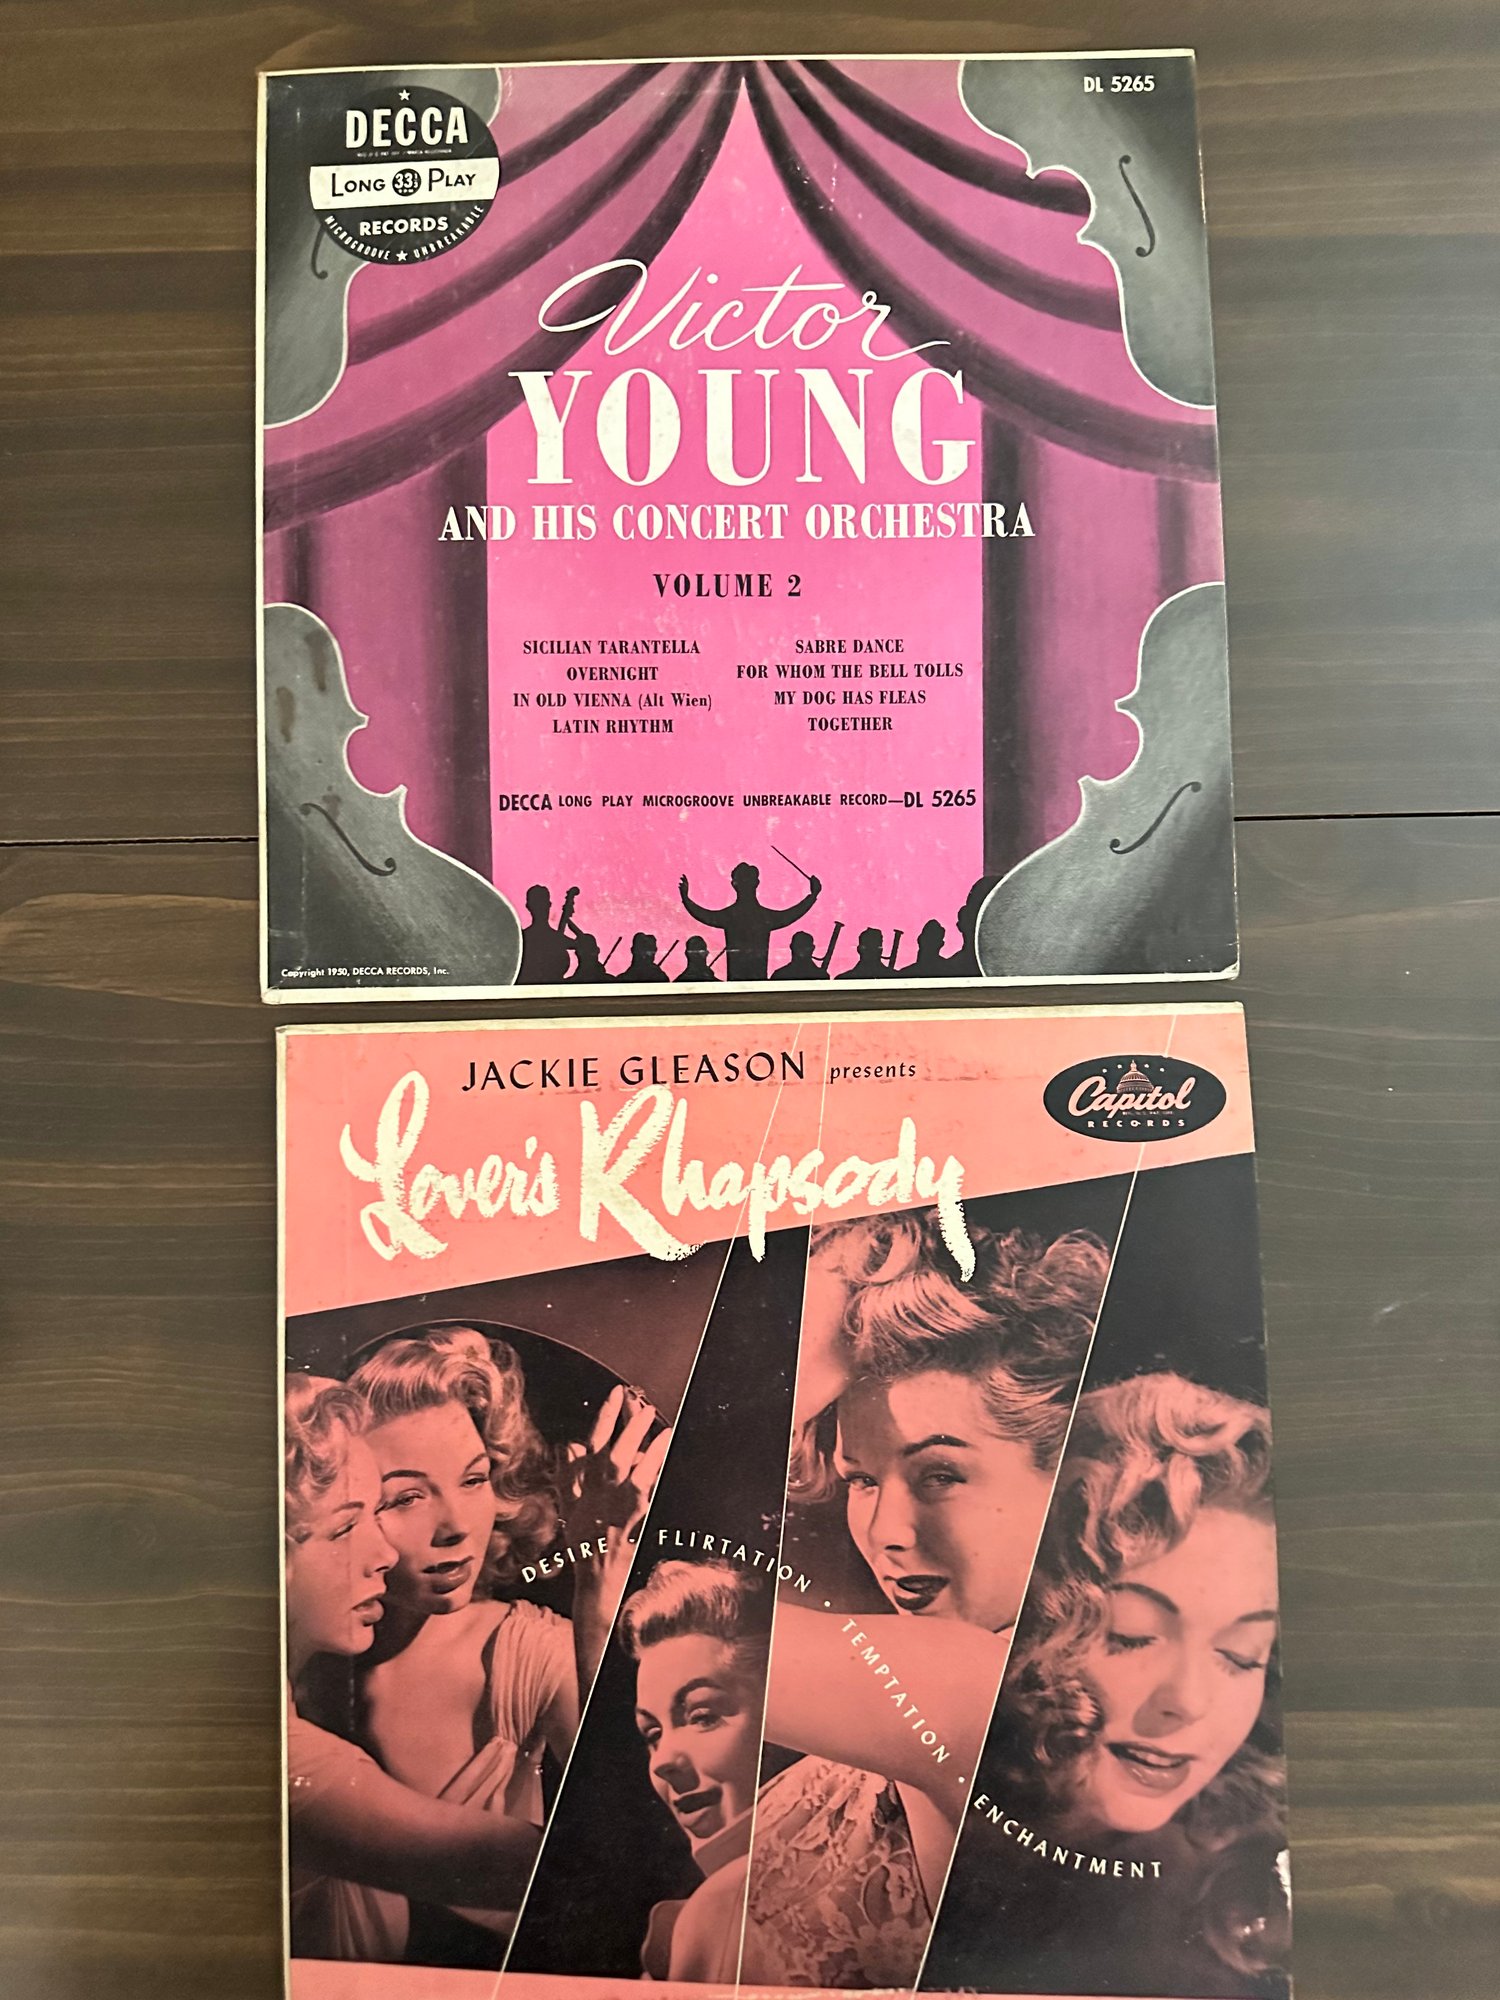 DECCA
LONG 33⅓ PLAY
RECORDS
MICROGROOVE ★ UNBREAKABLE
DL 5265
Victor
YOUNG
AND HIS CONCERT ORCHESTRA
VOLUME 2
SICILIAN TARANTELLA
OVERNIGHT
IN OLD VIENNA (Alt Wien)
LATIN RHYTHM
SABRE DANCE
FOR WHOM THE BELL TOLLS
MY DOG HAS FLEAS
TOGETHER
DECCA LONG PLAY MICROGROOVE UNBREAKABLE RECORD—DL 5265
Copyright 1950, DECCA RECORDS, Inc.
JACKIE GLEASON presents
Lover's Rhapsody
Capitol
RECORDS
DESIRE - FLIRTATION · TEMPTATION · ENCHANTMENT